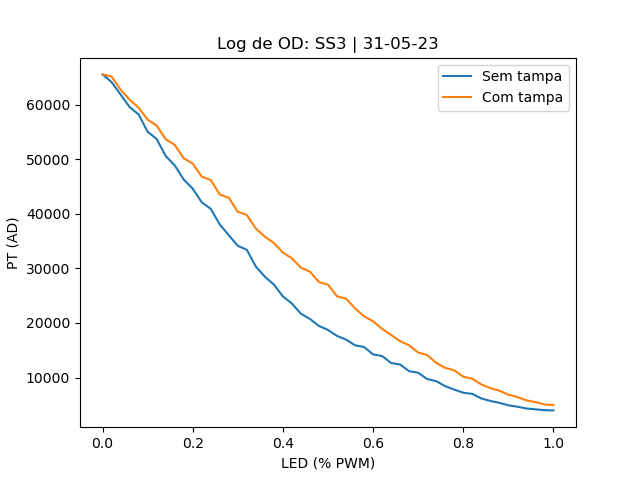 Log de OD: SS3 | 31-05-23
Sem tampa
Com tampa
PT (AD)
60000
50000
40000
30000
20000
10000
0.0 0.2 0.4 0.6 0.8 1.0
LED (% PWM)